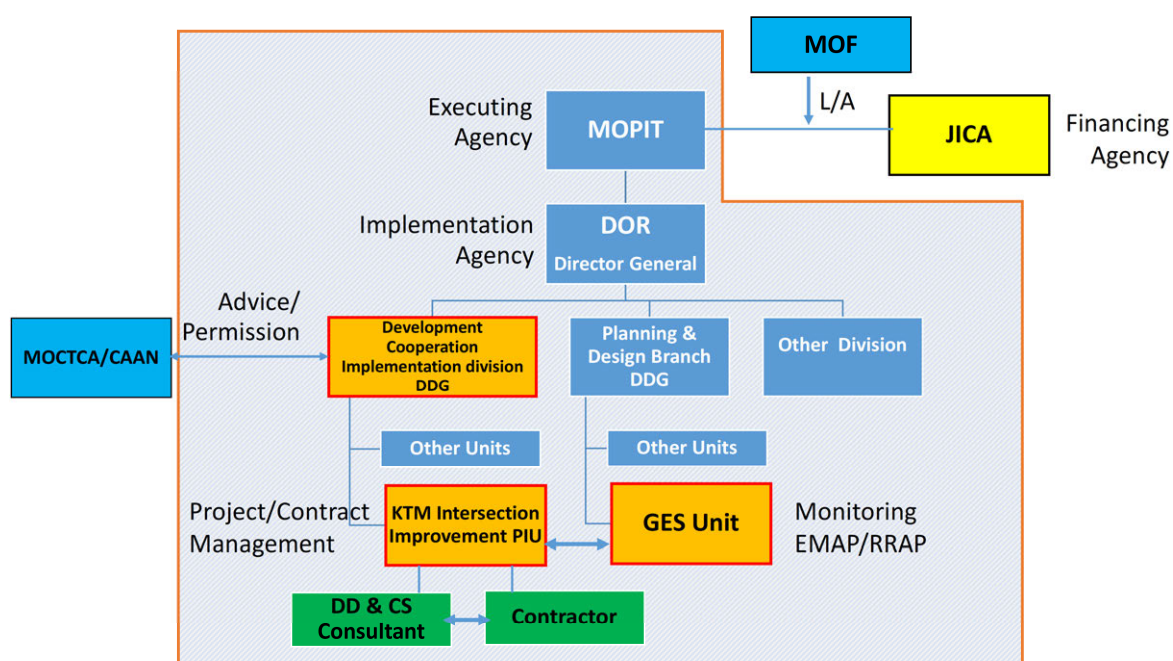 MOF
L/A
Executing
Agency
MOPIT
JICA
Financing
Agency
Implementation
Agency
DOR
Director General
Advice/
Permission
MOCTCA/CAAN
Development
Cooperation
Implementation division
DDG
Planning &
Design Branch
DDG
Other Division
Other Units
Other Units
Project/Contract
Management
KTM Intersection
Improvement PIU
GES Unit
Monitoring
EMAP/RRAP
DD & CS
Consultant
Contractor